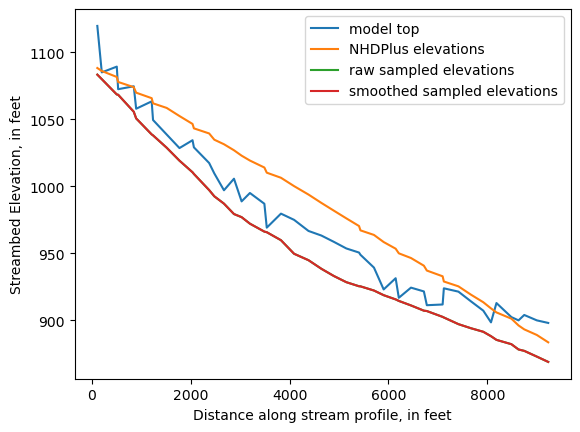 model top
NHDPlus elevations
raw sampled elevations
smoothed sampled elevations
Streambed Elevation, in feet
1100
1050
1000
950
900
0 2000 4000 6000 8000
Distance along stream profile, in feet